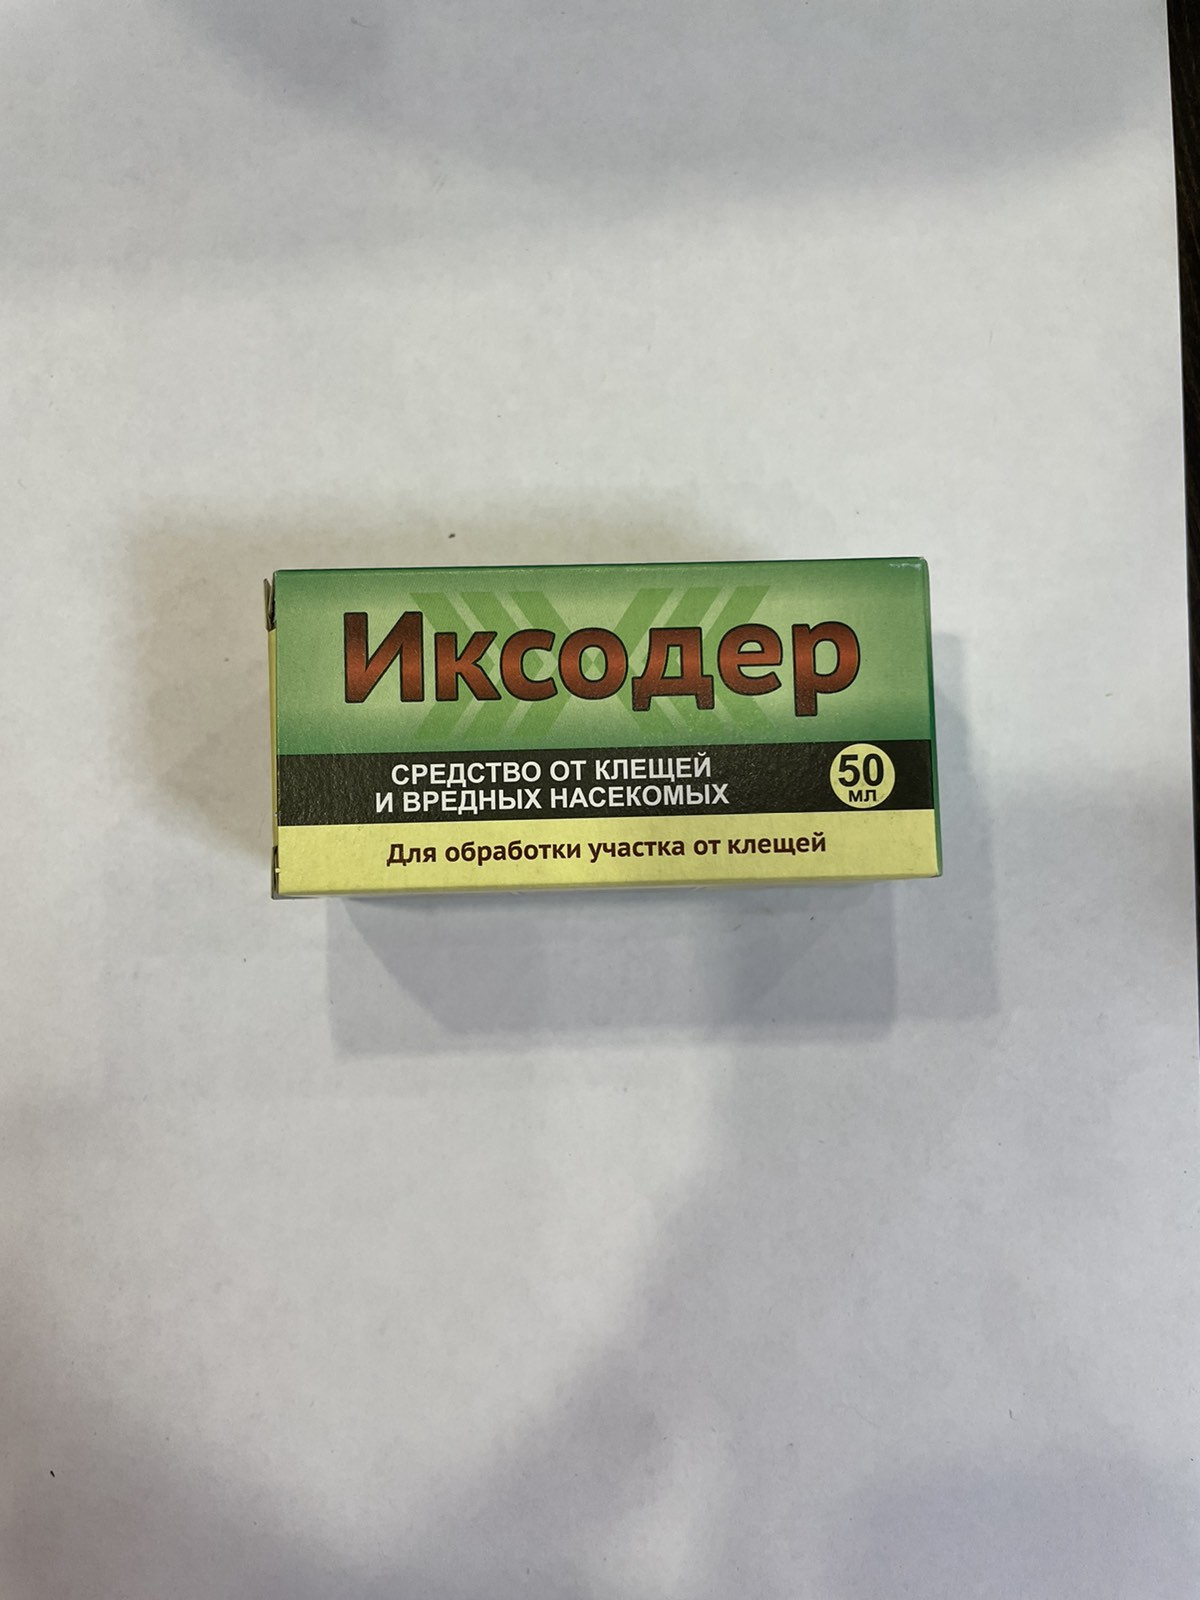 Иксодер
СРЕДСТВО ОТ КЛЕЩЕЙ
И ВРЕДНЫХ НАСЕКОМЫХ
50
мл
Для обработки участка от клещей